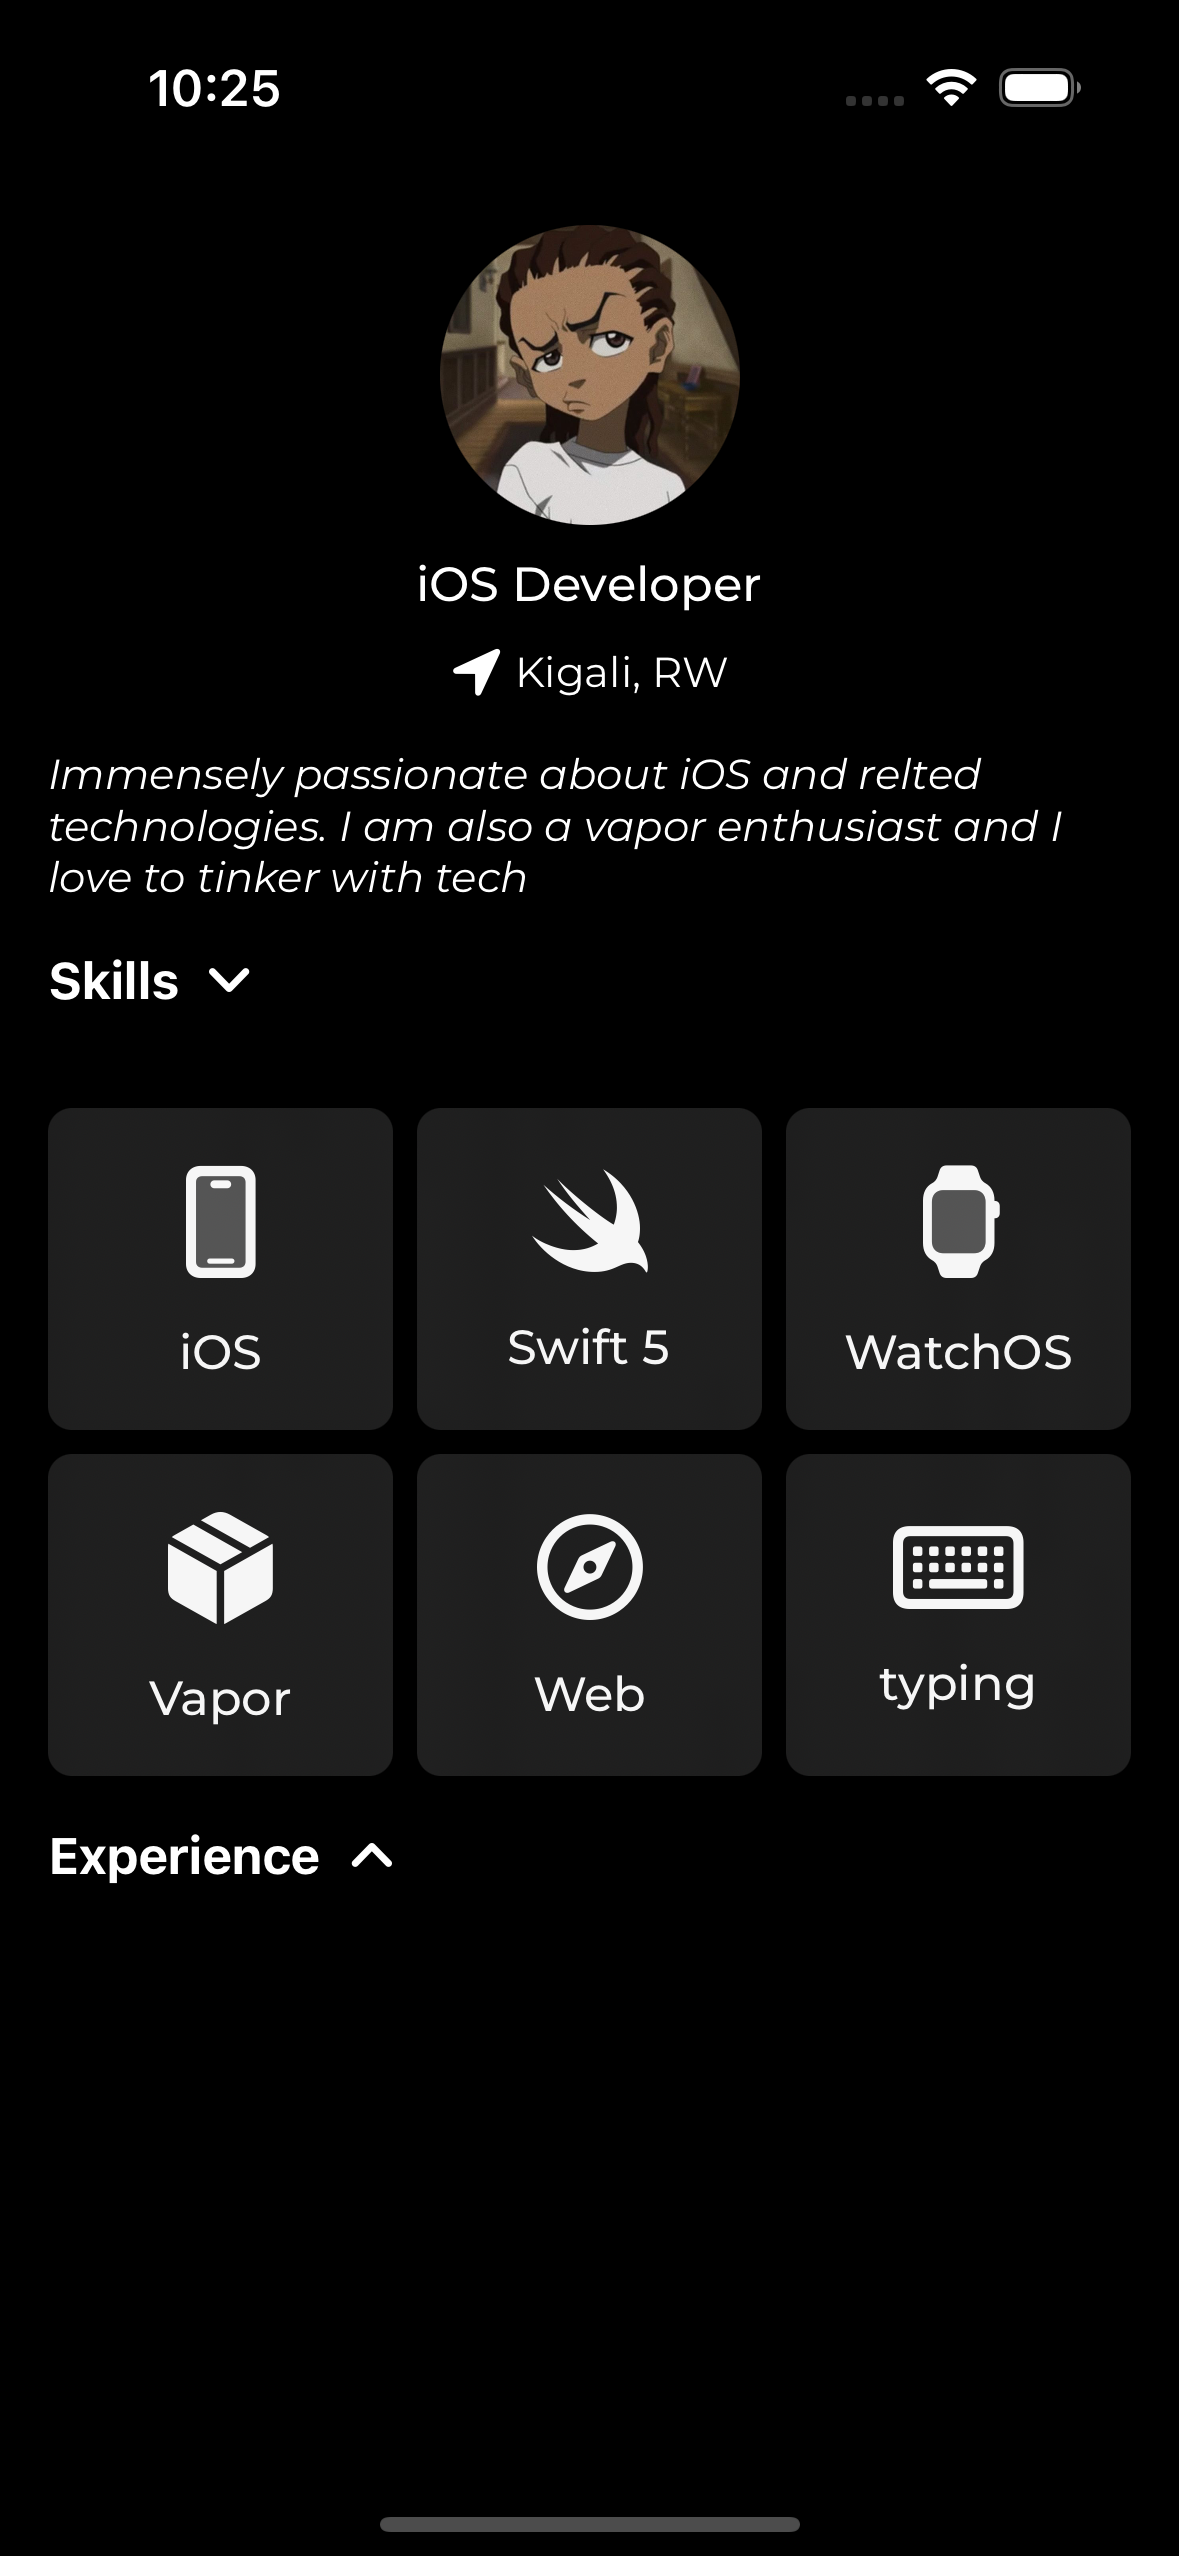 10:25
iOS Developer
Kigali, RW
Immensely passionate about iOS and relted
technologies. I am also a vapor enthusiast and I
love to tinker with tech
Skills
iOS
Swift 5
WatchOS
Vapor
Web
typing
Experience